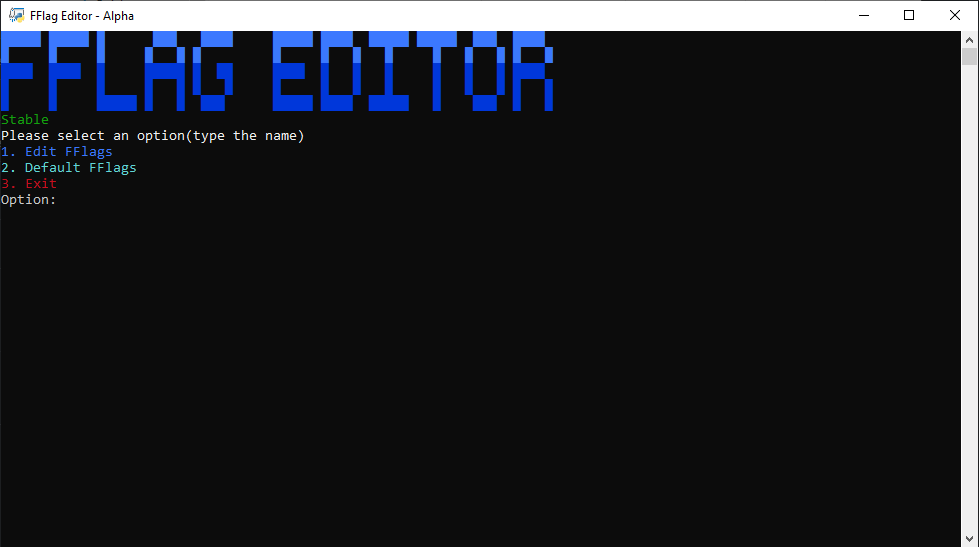 FFlag Editor - Alpha
FFLAG EDITOR
Stable
Please select an option(type the name)
1. Edit FFlags
2. Default FFlags
3. Exit
Option: